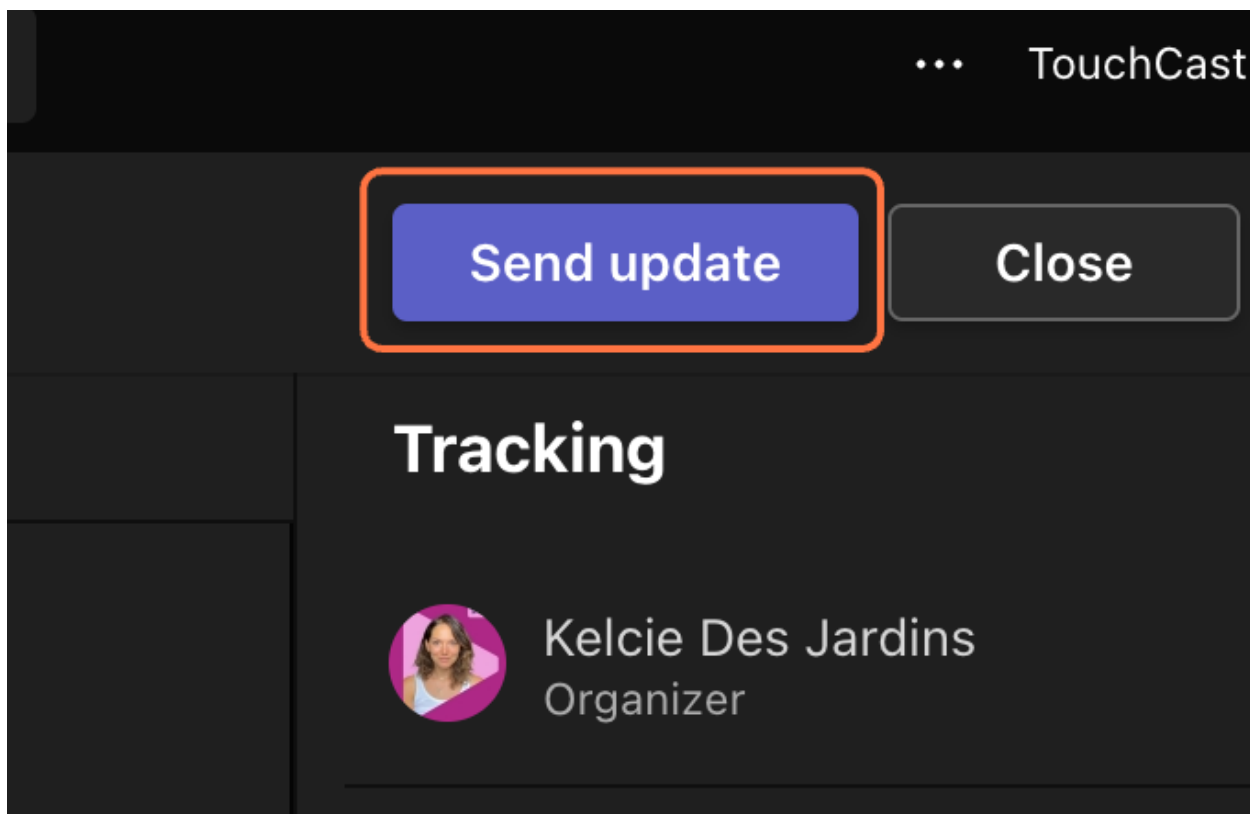 ... TouchCast
Send update
Close
Tracking
Kelcie Des Jardins
Organizer